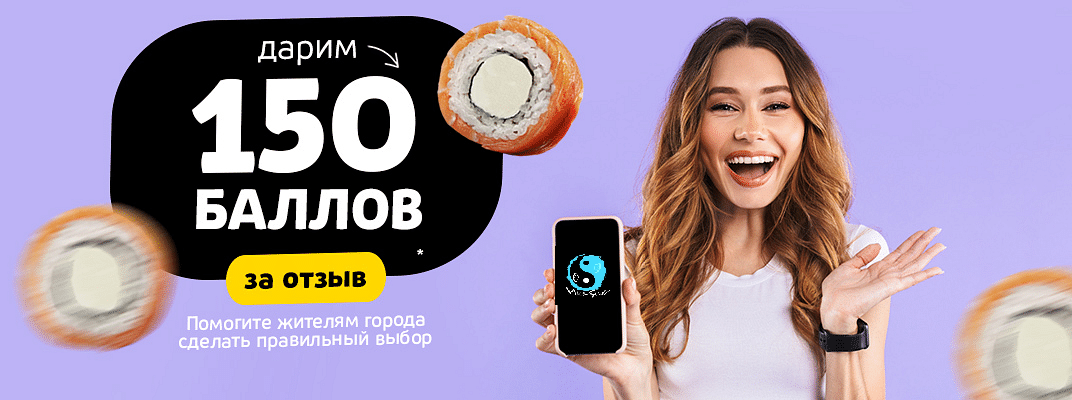 дарим
150
БАЛЛОВ
*
за отзыв
Помогите жителям города
сделать правильный выбор